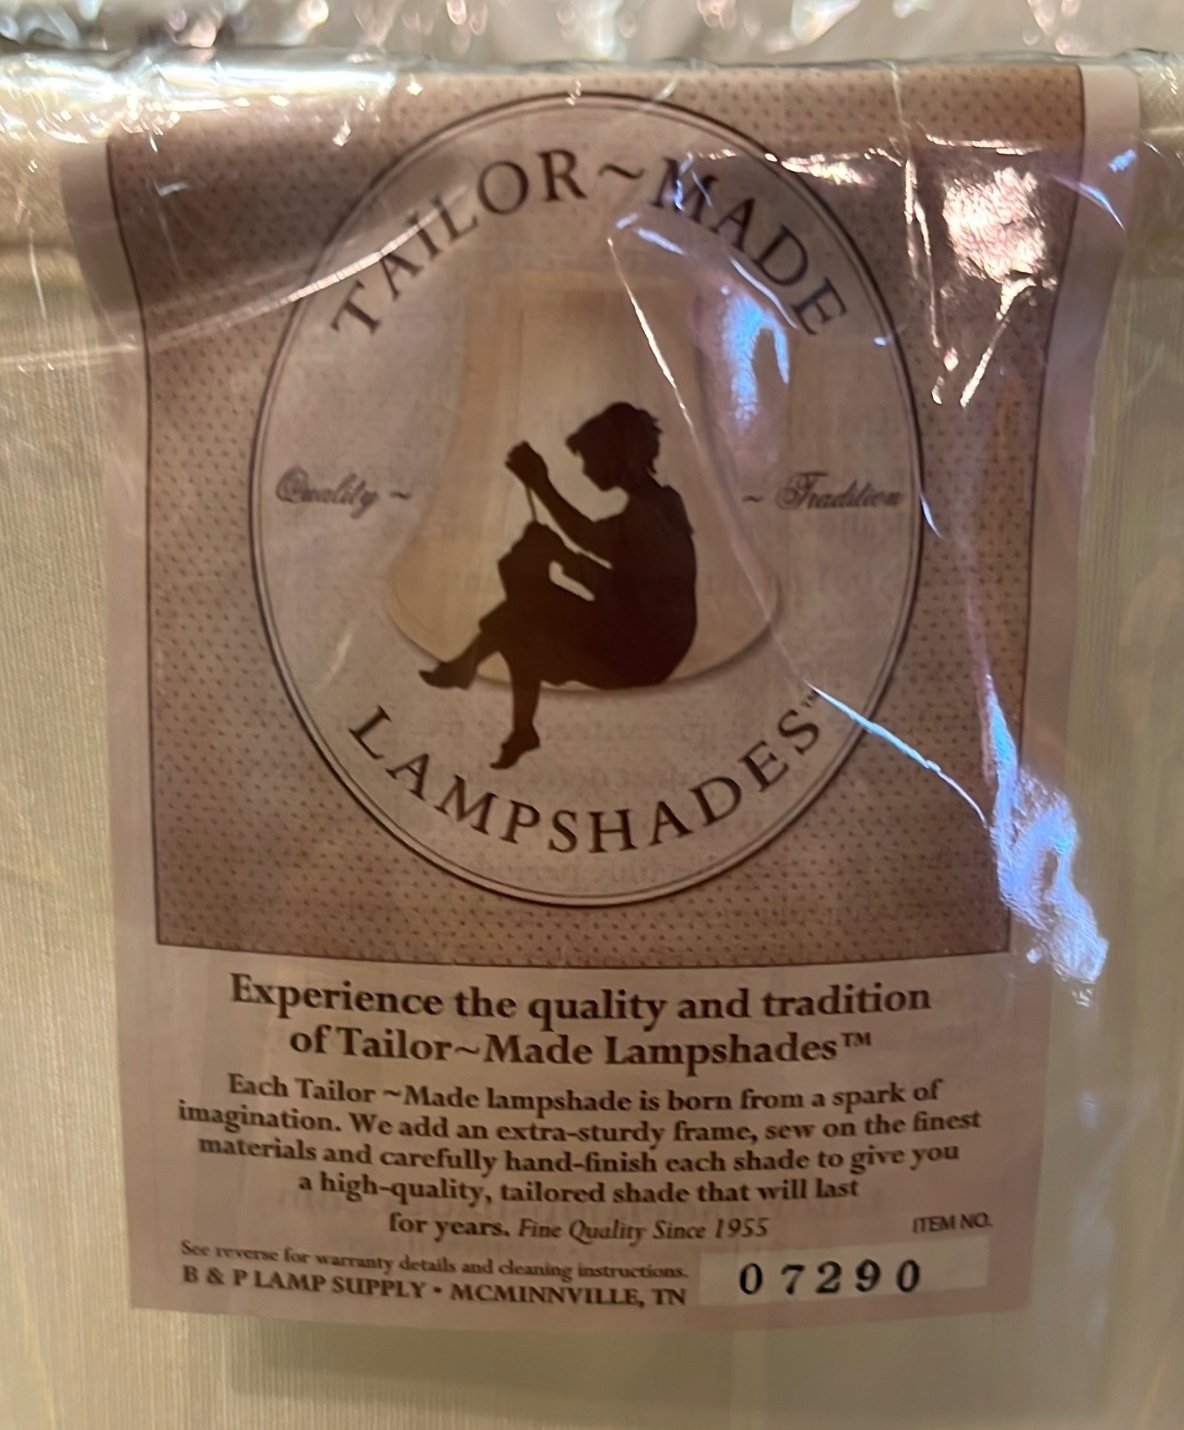 TAILOR~MADE
Quality ~
~ Tradition
LAMPSHADES™
Experience the quality and tradition
of Tailor~Made Lampshades™
Each Tailor ~Made lampshade is born from a spark of
imagination. We add an extra-sturdy frame, sew on the finest
materials and carefully hand-finish each shade to give you
a high-quality, tailored shade that will last
for years. Fine Quality Since 1955
ITEM NO.
See reverse for warranty details and cleaning instructions.
B & P LAMP SUPPLY • MCMINNVILLE, TN
07290